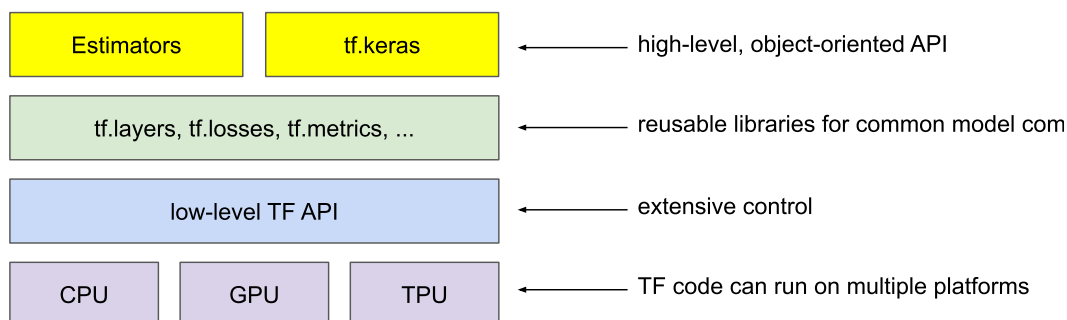 Estimators
tf.keras
high-level, object-oriented API
tf.layers, tf.losses, tf.metrics, ...
reusable libraries for common model com
low-level TF API
extensive control
CPU
GPU
TPU
TF code can run on multiple platforms